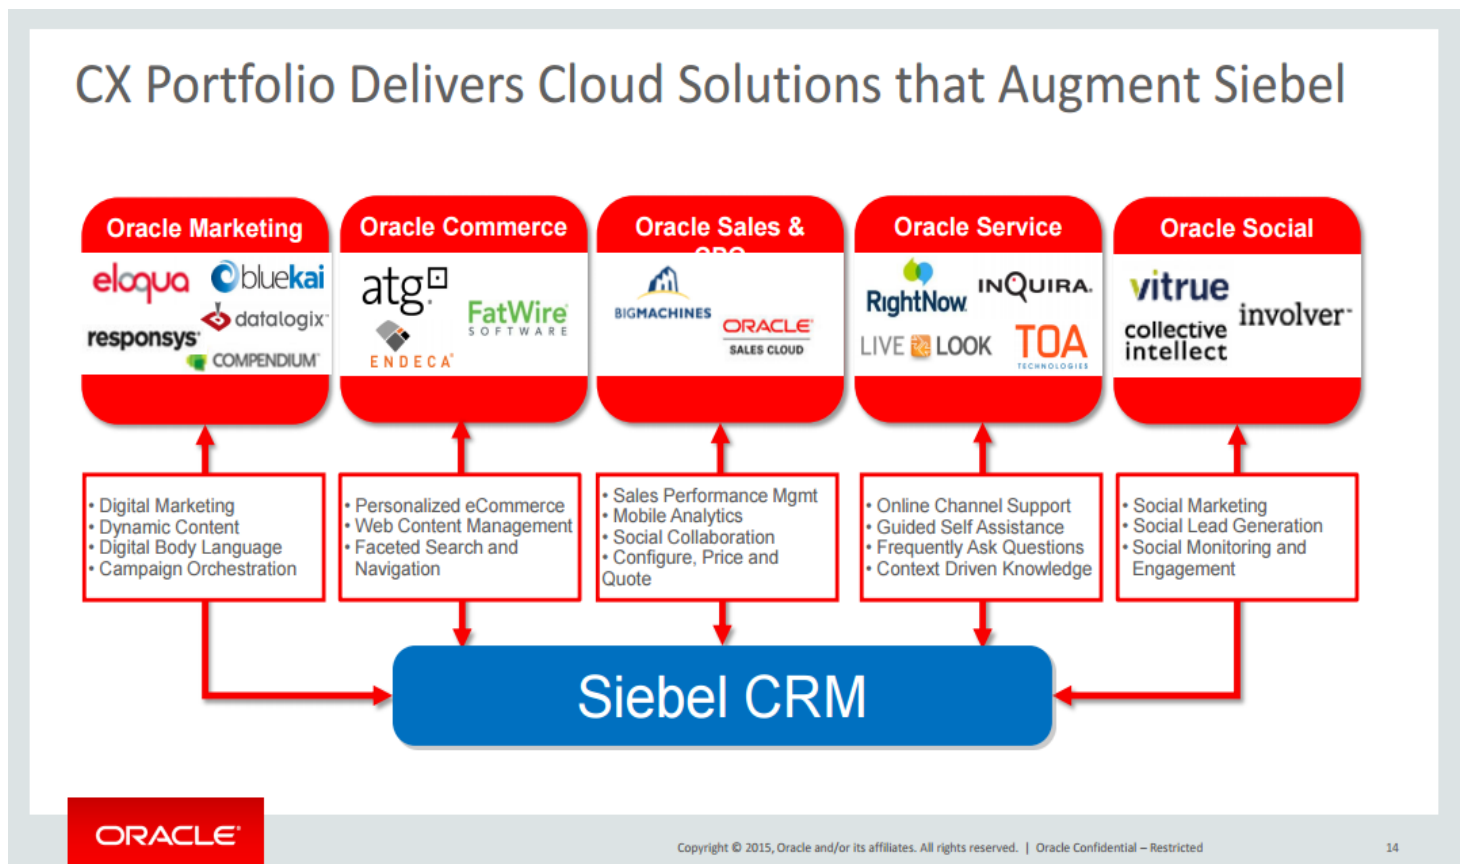 CX Portfolio Delivers Cloud Solutions that Augment Siebel
Oracle Marketing
eloqua
bluekai
datalogix
responsys
COMPENDIUM
Oracle Commerce
atg
FatWire
SOFTWARE
ENDECA
Oracle Sales &
BIGMACHINES
ORACLE
SALES CLOUD
Oracle Service
RightNow
INQUIRA
LIVE LOOK
TOA
TECHNOLOGIES
Oracle Social
vitrue
involver
collective
intellect
• Digital Marketing
• Dynamic Content
• Digital Body Language
• Campaign Orchestration
• Personalized eCommerce
• Web Content Management
• Faceted Search and
Navigation
• Sales Performance Mgmt
• Mobile Analytics
• Social Collaboration
• Configure, Price and
Quote
• Online Channel Support
• Guided Self Assistance
• Frequently Ask Questions
• Context Driven Knowledge
• Social Marketing
• Social Lead Generation
• Social Monitoring and
Engagement
Siebel CRM
ORACLE
Copyright © 2015, Oracle and/or its affiliates. All rights reserved. | Oracle Confidential – Restricted
14